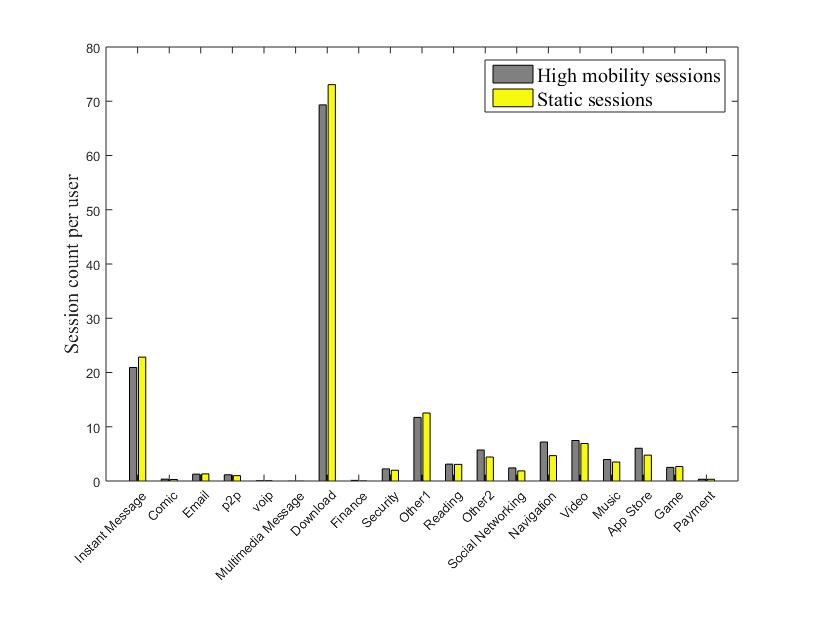 80
70
60
50
40
30
20
10
0
Session count per user
High mobility sessions
Static sessions
Instant Message
Comic
Email
p2p
voip
Multimedia Message
Download
Finance
Security
Other1
Reading
Other2
Social Networking
Navigation
Video
Music
App Store
Game
Payment